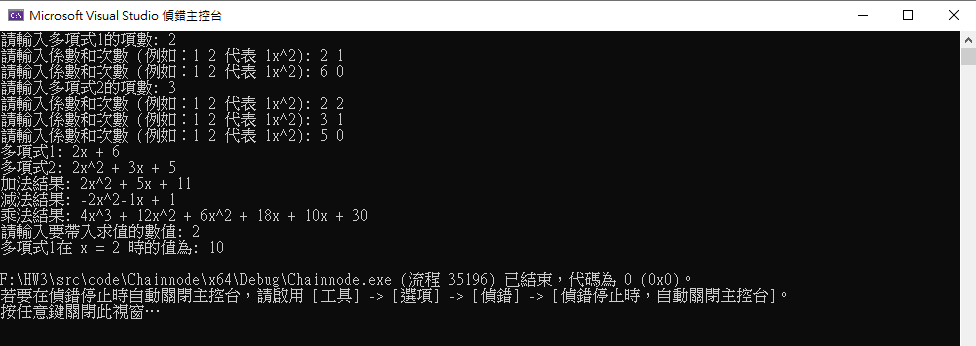 Microsoft Visual Studio 偵錯主控台
請輸入多項式1的項數: 2
請輸入係數和次數 (例如：1 2 代表 1x^2): 2 1
請輸入係數和次數 (例如：1 2 代表 1x^2): 6 0
請輸入多項式2的項數: 3
請輸入係數和次數 (例如：1 2 代表 1x^2): 2 2
請輸入係數和次數 (例如：1 2 代表 1x^2): 3 1
請輸入係數和次數 (例如：1 2 代表 1x^2): 5 0
多項式1: 2x + 6
多項式2: 2x^2 + 3x + 5
加法結果: 2x^2 + 5x + 11
減法結果: -2x^2-1x + 1
乘法結果: 4x^3 + 12x^2 + 6x^2 + 18x + 10x + 30
請輸入要帶入求值的數值: 2
多項式1在 x = 2 時的值為: 10
F:\HW3\src\code\Chainnode\x64\Debug\Chainnode.exe (流程 35196) 已結束，代碼為 0 (0x0)。
若要在偵錯停止時自動關閉主控台，請啟用 [工具] -> [選項] -> [偵錯] -> [偵錯停止時，自動關閉主控台]。
按任意鍵關閉此視窗…